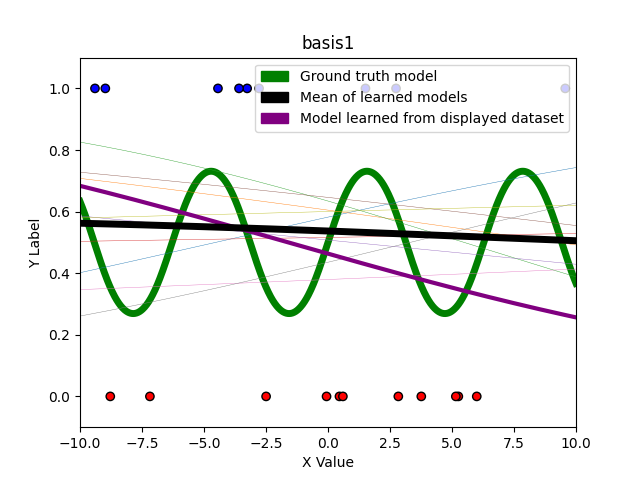 basis1
Ground truth model
Mean of learned models
Model learned from displayed dataset
Y Label
1.0
0.8
0.6
0.4
0.2
0.0
−10.0 −7.5 −5.0 −2.5 0.0 2.5 5.0 7.5 10.0
X Value